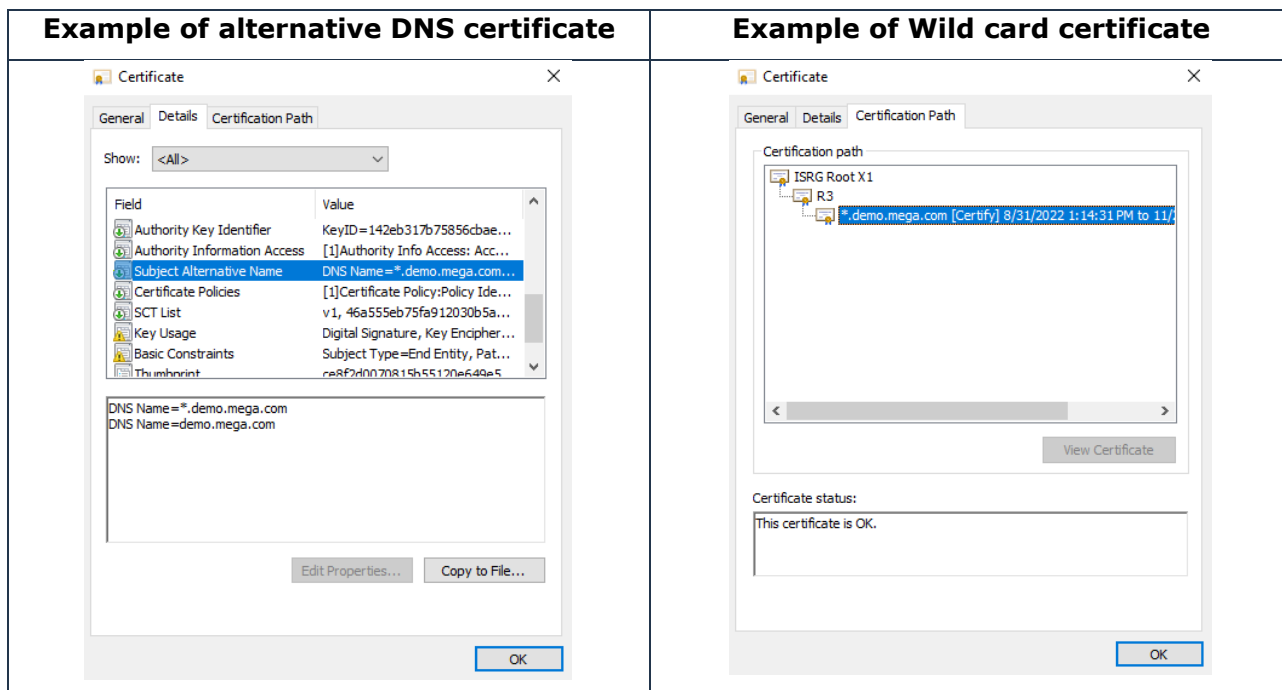 Example of alternative DNS certificate
Certificate
General Details Certification Path
Show: <All>
Field Value
Authority Key Identifier KeyID=142eb317b75856cbae...
Authority Information Access [1]Authority Info Access: Acc...
Subject Alternative Name DNS Name=*.demo.mega.com...
Certificate Policies [1]Certificate Policy:Policy Ide...
SCT List v1, 46a555eb75fa912030b5a...
Key Usage Digital Signature, Key Encipher...
Basic Constraints Subject Type=End Entity, Pat...
Thumbprint ce8f2d0070815b55120e649e5
DNS Name=*.demo.mega.com
DNS Name=demo.mega.com
Edit Properties... Copy to File...
OK
Example of Wild card certificate
Certificate
General Details Certification Path
Certification path
ISRG Root X1
R3
*.demo.mega.com [Certify] 8/31/2022 1:14:31 PM to 11/
View Certificate
Certificate status:
This certificate is OK.
OK